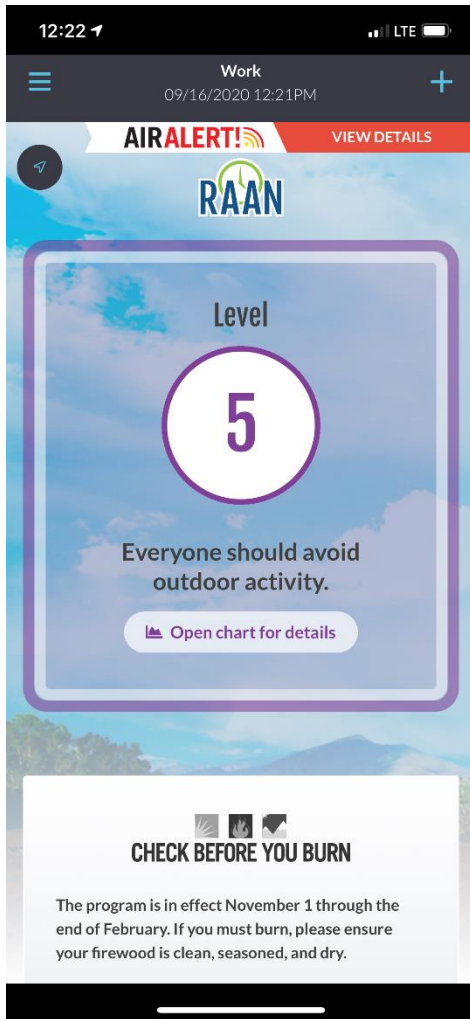 12:22
LTE
Work
09/16/2020 12:21PM
AIRALERT!
VIEW DETAILS
RAAN
Level
5
Everyone should avoid
outdoor activity.
Open chart for details
CHECK BEFORE YOU BURN
The program is in effect November 1 through the
end of February. If you must burn, please ensure
your firewood is clean, seasoned, and dry.